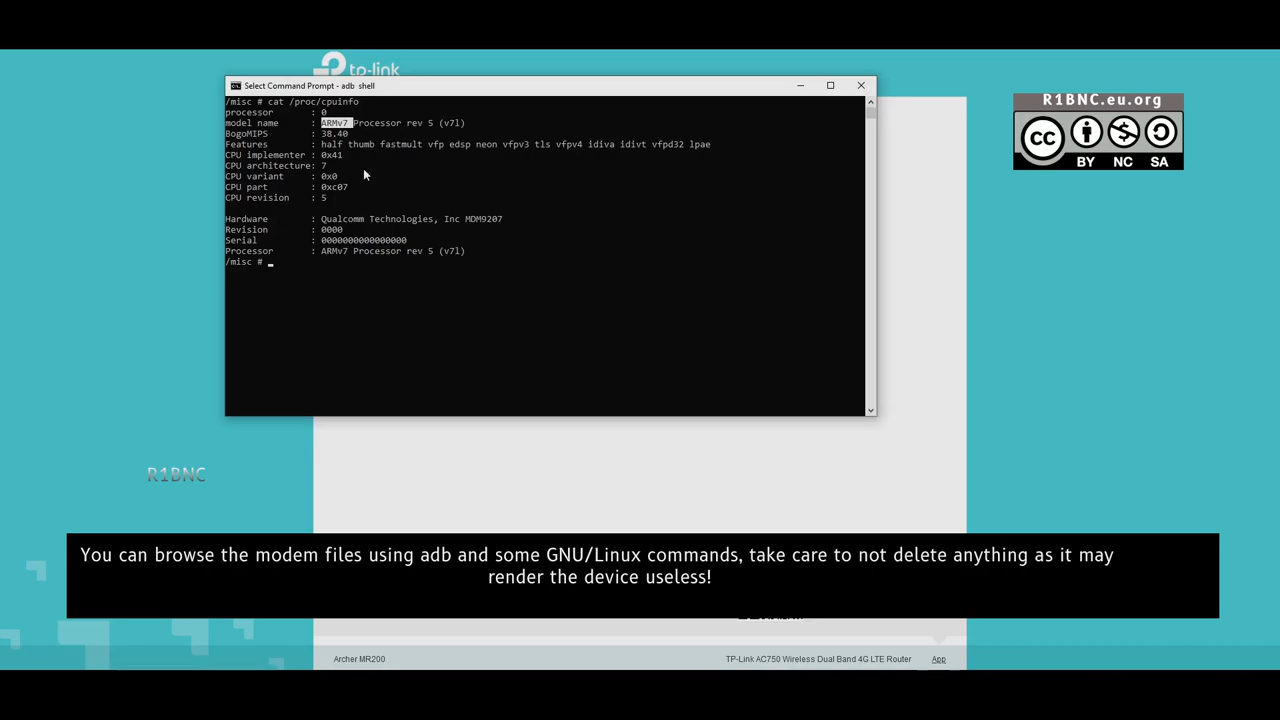 tp-link
Select Command Prompt - adb shell
/misc # cat /proc/cpuinfo
processor : 0
model name : ARMv7 Processor rev 5 (v7l)
BogoMIPS : 38.40
Features : half thumb fastmult vfp edsp neon vfpv3 tls vfpv4 idiva idivt vfpd32 lpae
CPU implementer : 0x41
CPU architecture: 7
CPU variant : 0x0
CPU part : 0xc07
CPU revision : 5
Hardware : Qualcomm Technologies, Inc MDM9207
Revision : 0000
Serial : 0000000000000000
Processor : ARMv7 Processor rev 5 (v7l)
/misc #
R1BNC.eu.org
CC
BY NC SA
R1BNC
You can browse the modem files using adb and some GNU/Linux commands, take care to not delete anything as it may
render the device useless!
Archer MR200
TP-Link AC750 Wireless Dual Band 4G LTE Router
App